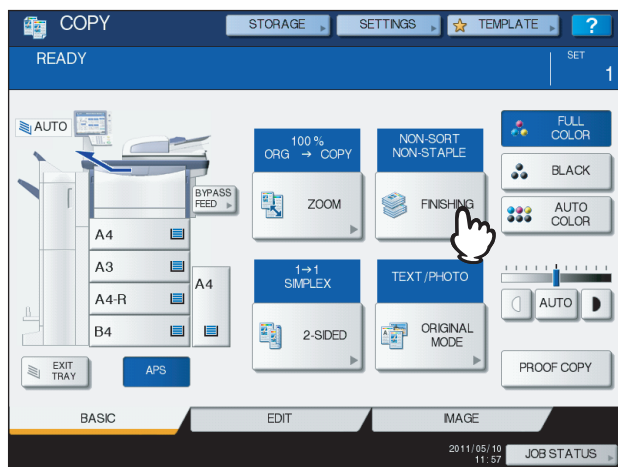 COPY
STORAGE
SETTINGS
TEMPLATE
?
READY
SET
1
AUTO
100 %
ORG → COPY
NON-SORT
NON-STAPLE
FULL
COLOR
BLACK
AUTO
COLOR
BYPASS
FEED
ZOOM
FINISHING
A4
A3
A4-R
B4
A4
1→1
SIMPLEX
TEXT/PHOTO
2-SIDED
ORIGINAL
MODE
AUTO
EXIT
TRAY
APS
PROOF COPY
BASIC
EDIT
IMAGE
2011/05/10
11:57
JOB STATUS